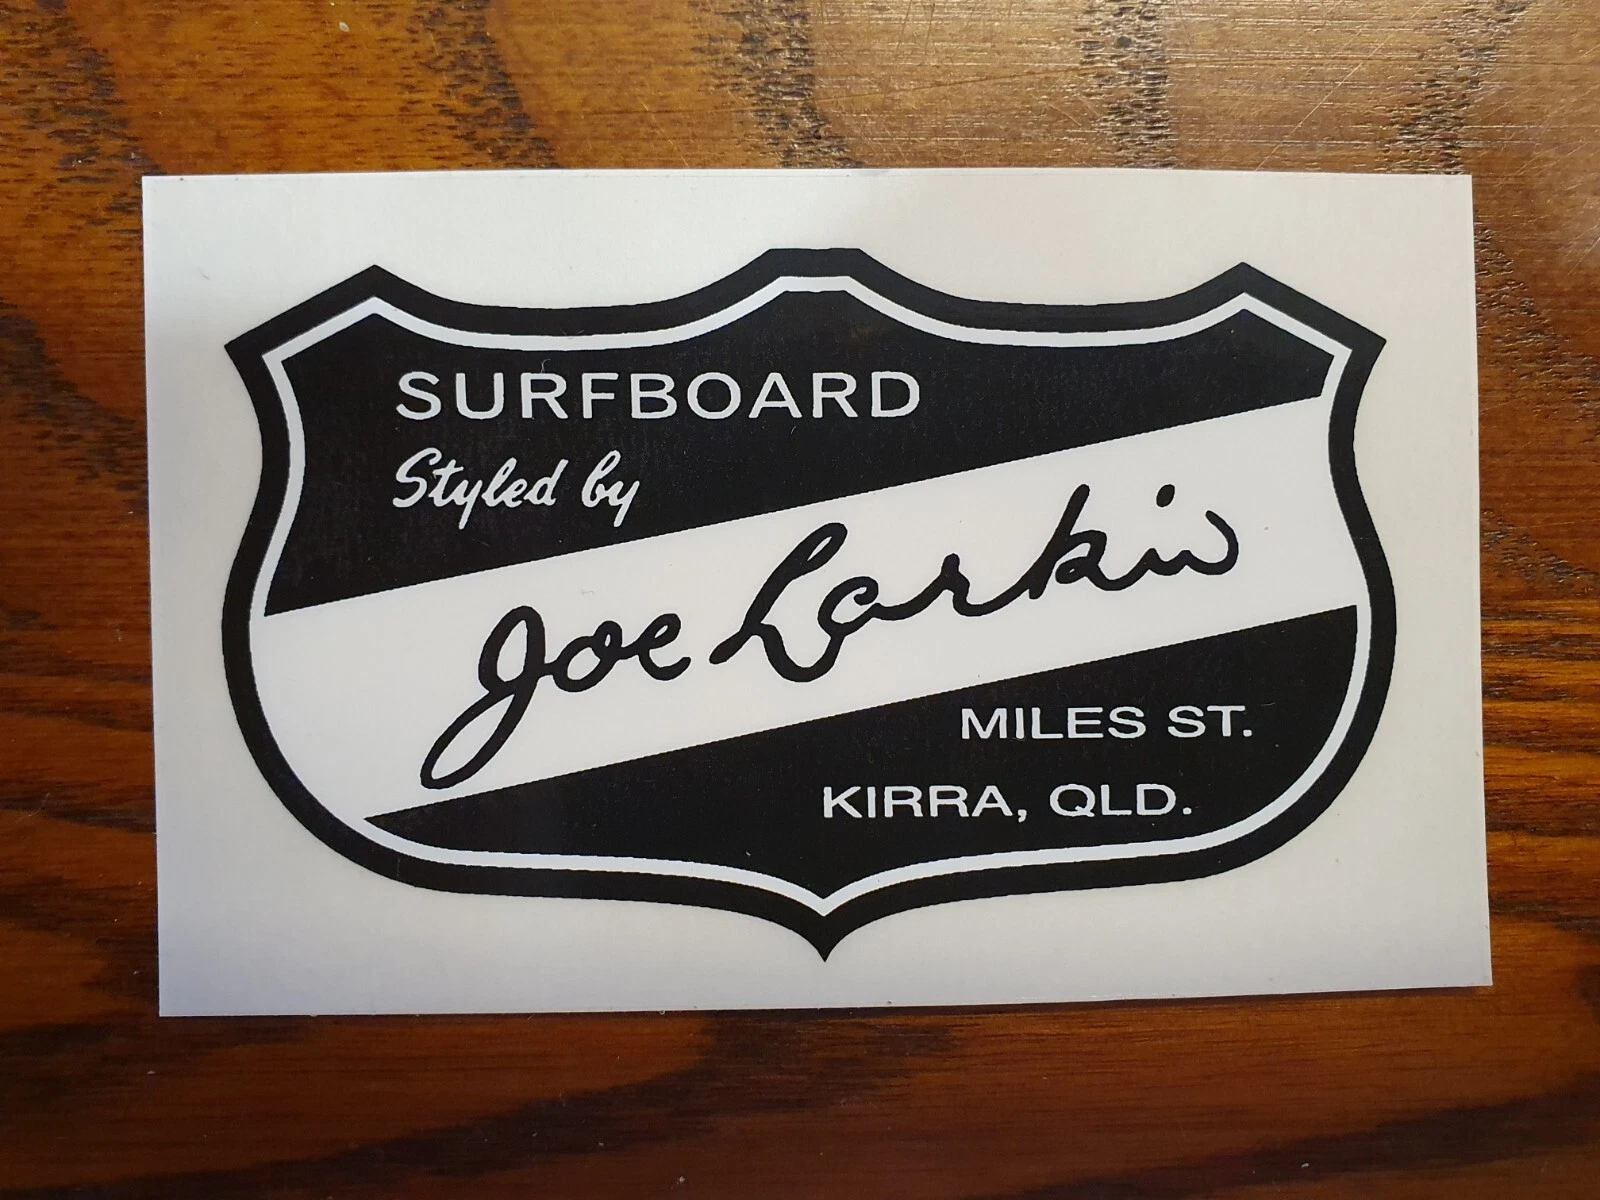 SURFBOARD
Styled by
Joe Larkin
MILES ST.
KIRRA, QLD.